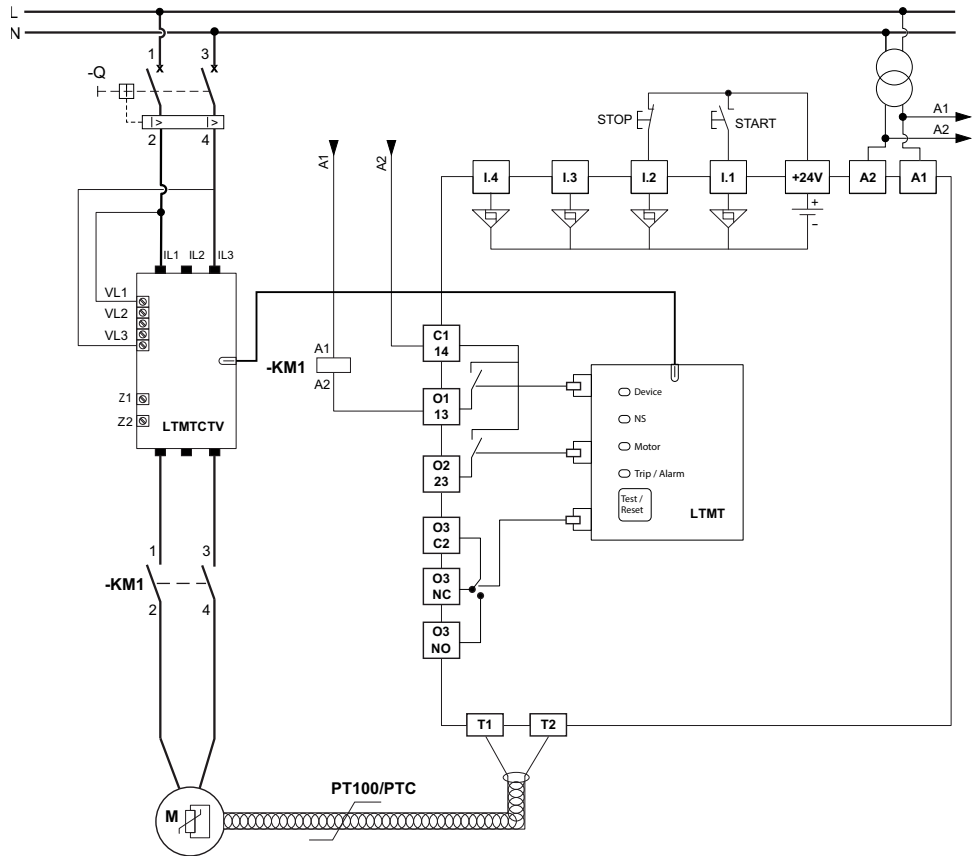 L
N
1 3
-Q
I> I>
2 4
A1
A2
STOP
START
A1
A2
I.4 I.3 I.2 I.1 +24V A2 A1
+
–
IL1 IL2 IL3
VL1
VL2
VL3
Z1
Z2
LTMTCTV
A1
-KM1
A2
C1
14
O1
13
O2
23
O3
C2
O3
NC
O3
NO
Device
NS
Motor
Trip / Alarm
Test /
Reset
LTMT
1 3
-KM1
2 4
T1 T2
PT100/PTC
M